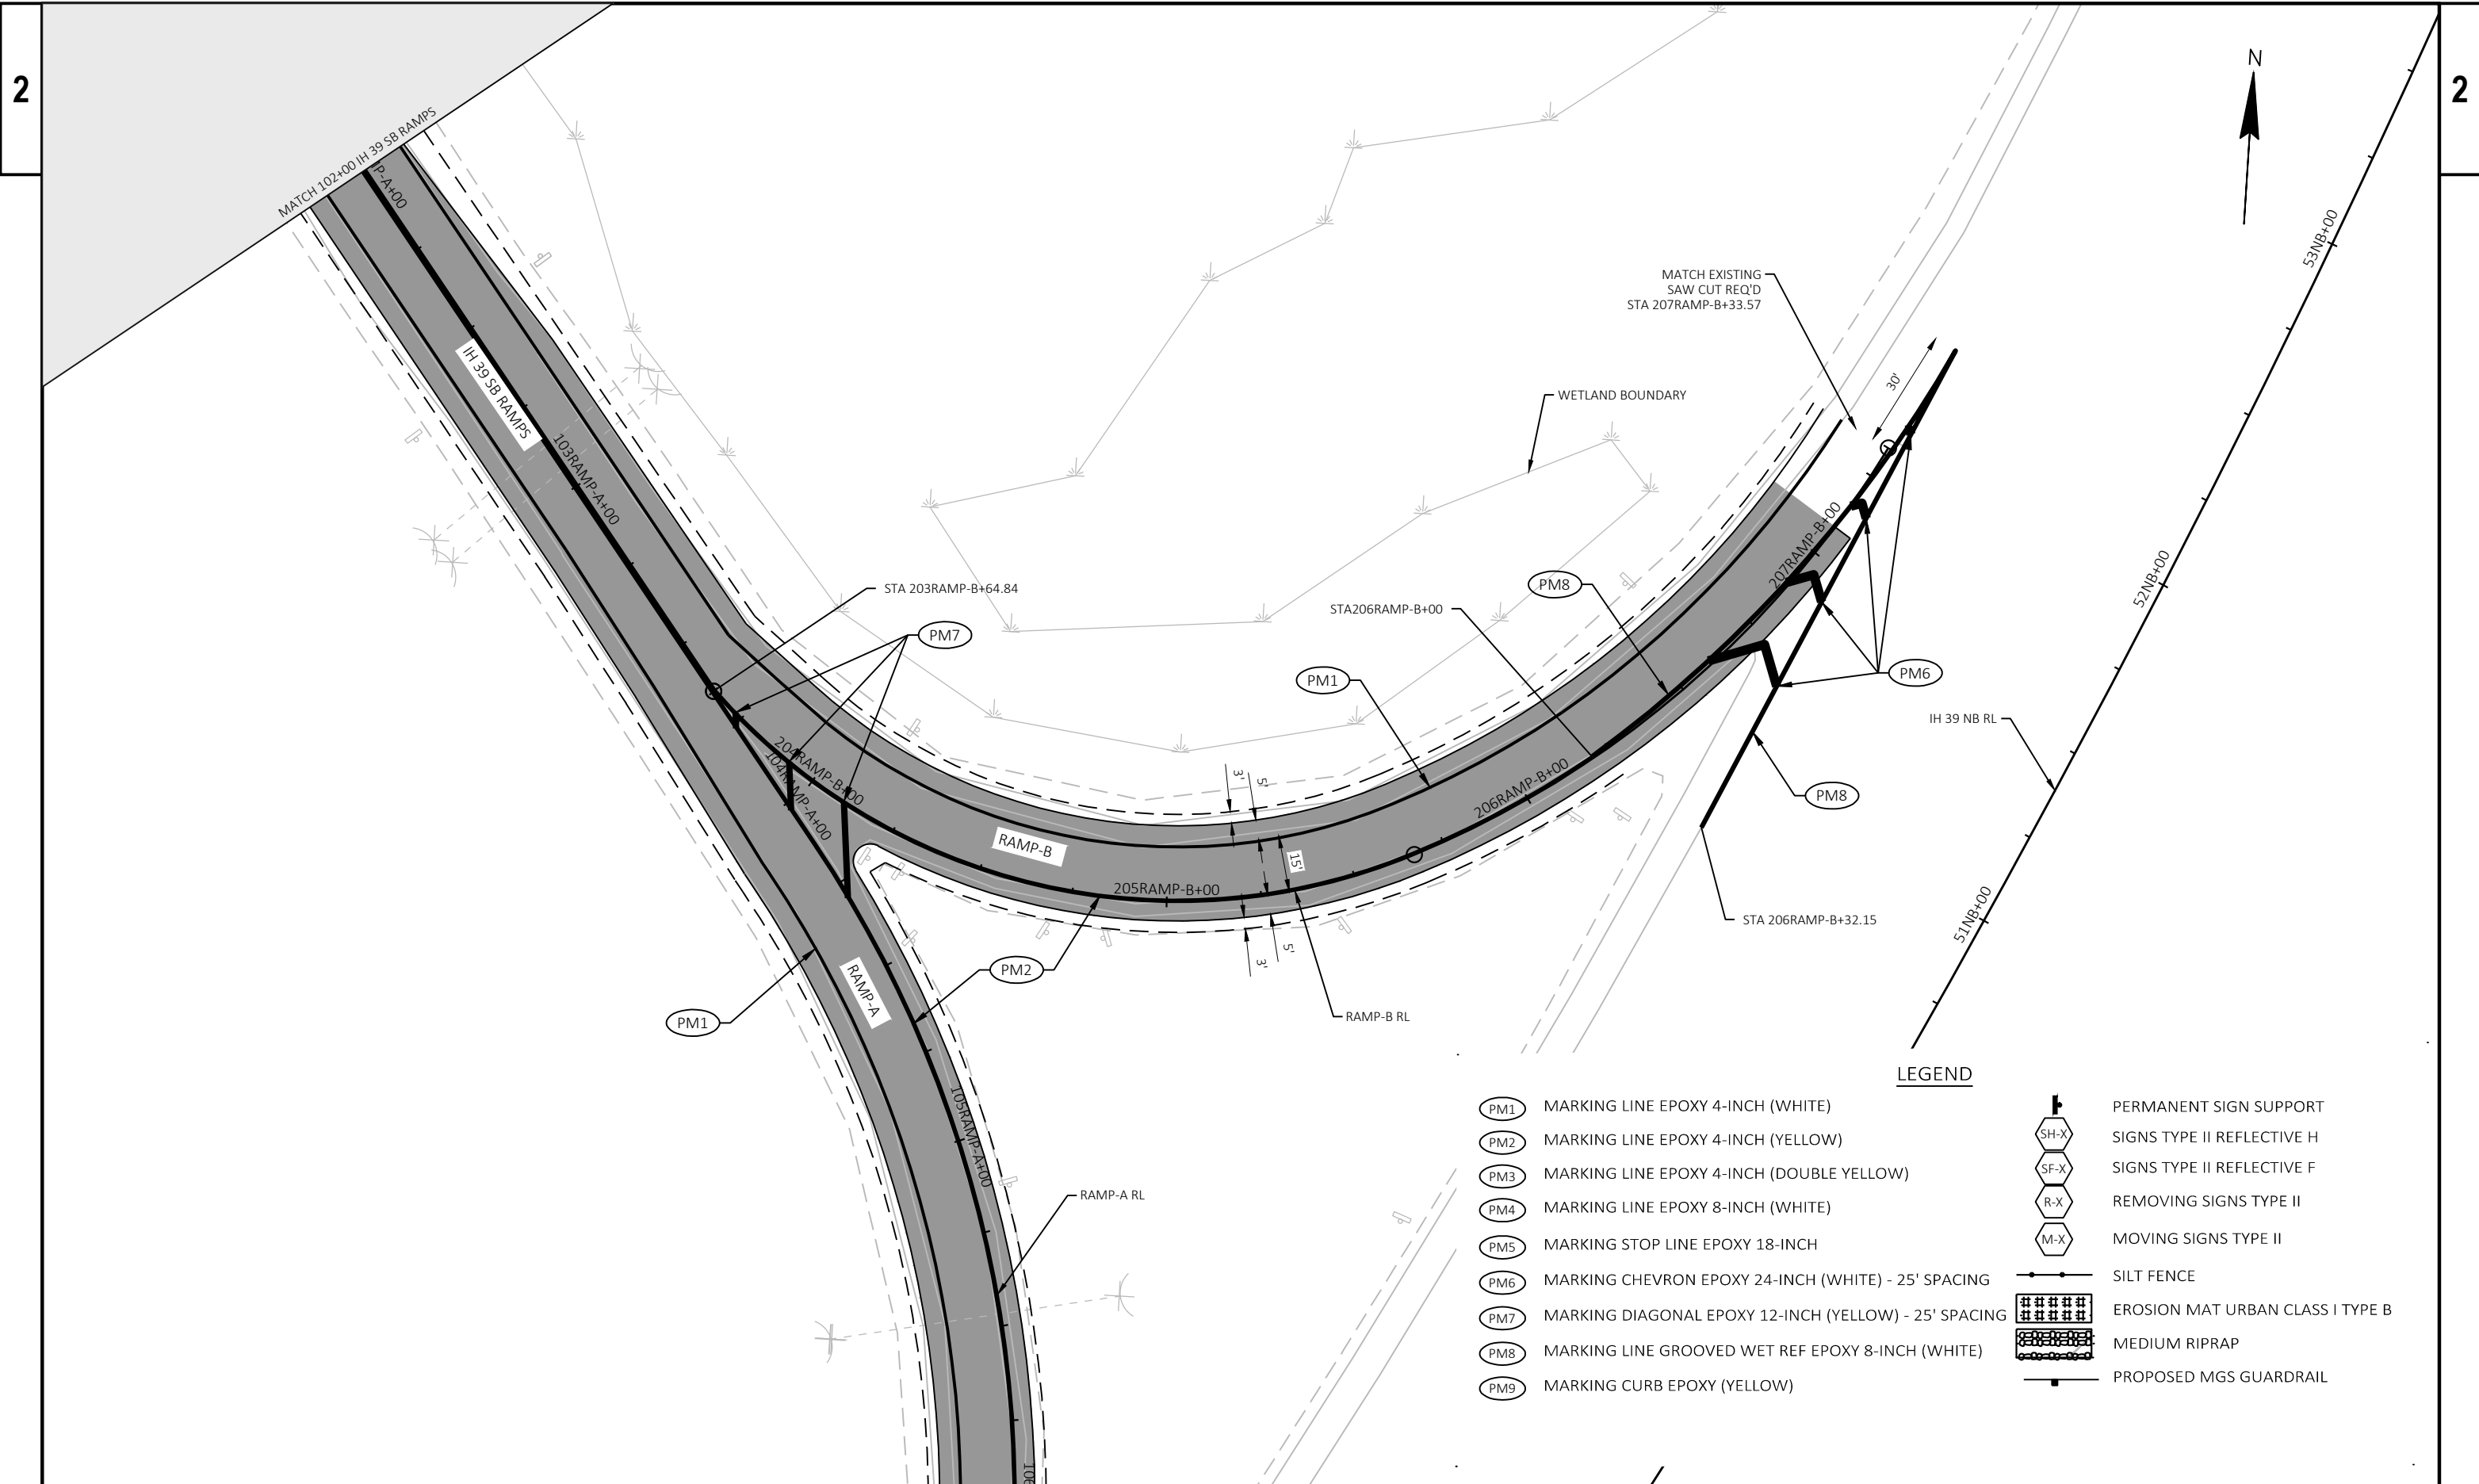 2
2
N
MATCH 102+00 IH 39 SB RAMPS
P-A+00
IH 39 SB RAMPS
103RAMP-A+00
53NB+00
MATCH EXISTING
SAW CUT REQ'D
STA 207RAMP-B+33.57
30'
WETLAND BOUNDARY
207RAMP-B+00
52NB+00
STA 203RAMP-B+64.84
PM7
PM8
STA206RAMP-B+00
PM1
PM6
IH 39 NB RL
204RAMP-B+00
104RAMP-A+00
3'
5'
206RAMP-B+00
PM8
RAMP-B
15'
205RAMP-B+00
51NB+00
STA 206RAMP-B+32.15
5'
3'
PM2
RAMP-A
PM1
RAMP-B RL
105RAMP-A+00
RAMP-A RL
106
LEGEND
PM1 MARKING LINE EPOXY 4-INCH (WHITE)
PM2 MARKING LINE EPOXY 4-INCH (YELLOW)
PM3 MARKING LINE EPOXY 4-INCH (DOUBLE YELLOW)
PM4 MARKING LINE EPOXY 8-INCH (WHITE)
PM5 MARKING STOP LINE EPOXY 18-INCH
PM6 MARKING CHEVRON EPOXY 24-INCH (WHITE) - 25' SPACING
PM7 MARKING DIAGONAL EPOXY 12-INCH (YELLOW) - 25' SPACING
PM8 MARKING LINE GROOVED WET REF EPOXY 8-INCH (WHITE)
PM9 MARKING CURB EPOXY (YELLOW)
PERMANENT SIGN SUPPORT
SH-X SIGNS TYPE II REFLECTIVE H
SF-X SIGNS TYPE II REFLECTIVE F
R-X REMOVING SIGNS TYPE II
M-X MOVING SIGNS TYPE II
SILT FENCE
EROSION MAT URBAN CLASS I TYPE B
MEDIUM RIPRAP
PROPOSED MGS GUARDRAIL